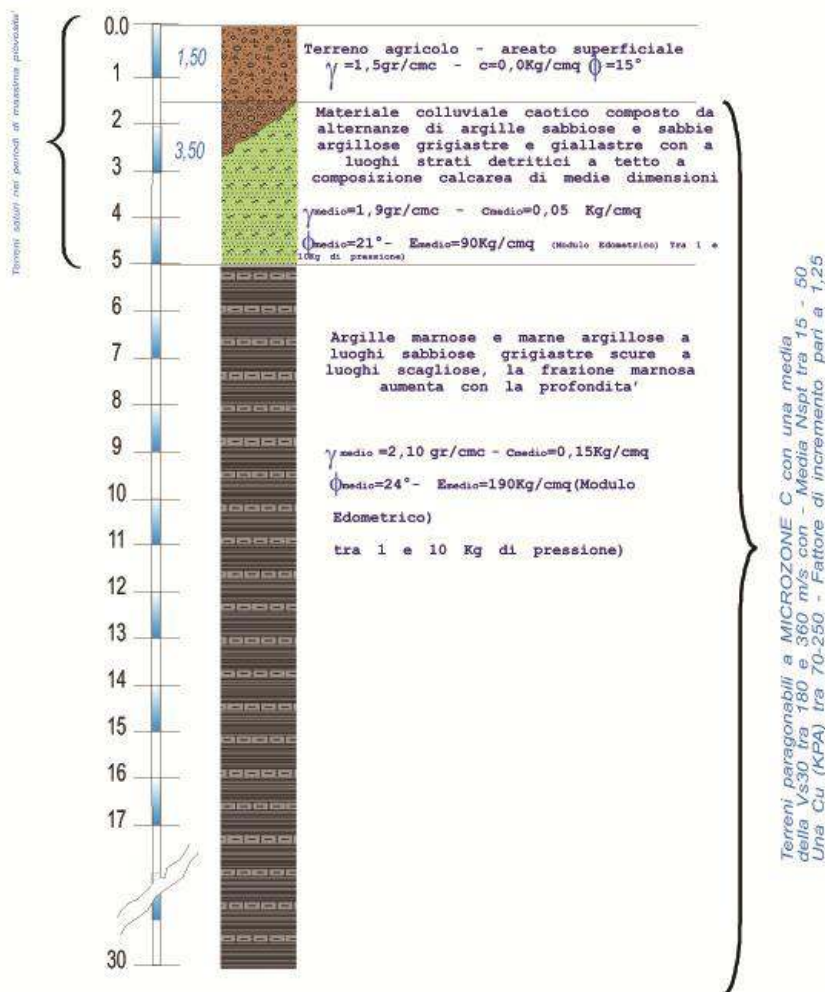 Terreni saturi nei periodi di massima piovosita'
0.0
1
2
3
4
5
6
7
8
9
10
11
12
13
14
15
16
17
30
1,50
3,50
Terreno agricolo - areato superficiale
γ =1,5gr/cmc - c=0,0Kg/cmq ϕ=15°
Materiale colluviale caotico composto da
alternanze di argille sabbiose e sabbie
argillose grigiastre e giallastre con a
luoghi strati detritici a tetto a
composizione calcarea di medie dimensioni
γmedio=1,9gr/cmc - Cmedio=0,05 Kg/cmq
ϕmedio=21°- Emedio=90Kg/cmq (Modulo Edometrico) Tra 1 e
10Kg di pressione)
Argille marnose e marne argillose a
luoghi sabbiose grigiastre scure a
luoghi scagliose, la frazione marnosa
aumenta con la profondita'
γmedio =2,10 gr/cmc - Cmedio=0,15Kg/cmq
ϕmedio=24°- Emedio=190Kg/cmq(Modulo
Edometrico)
tra 1 e 10 Kg di pressione)
Terreni paragonabili a MICROZONE C con una media
della Vs30 tra 180 e 360 m/s con - Media Nspt tra 15 - 50
Una Cu (KPA) tra 70-250 - Fattore di incremento pari a 1,25